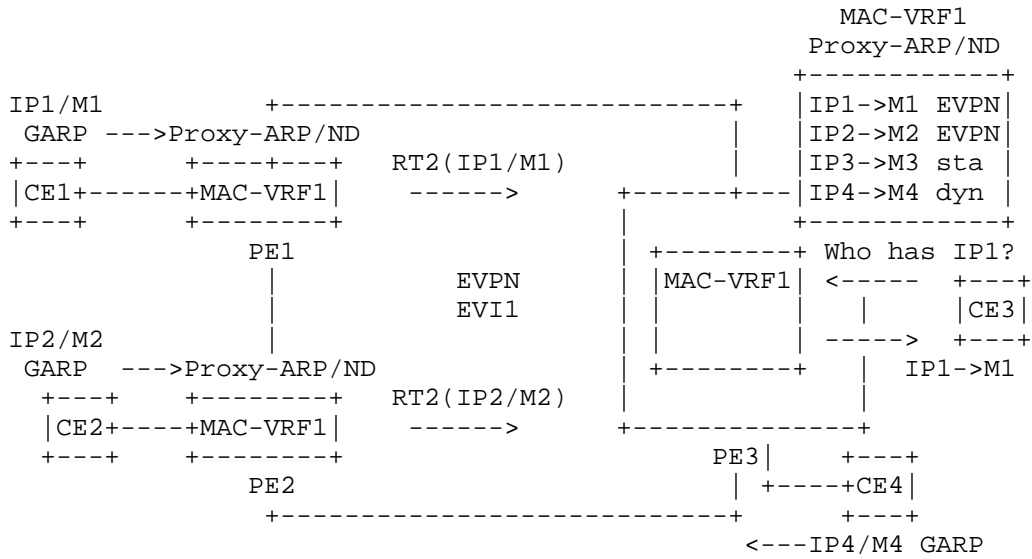 MAC-VRF1
Proxy-ARP/ND
IP1/M1
IP1->M1 EVPN
GARP --->Proxy-ARP/ND
IP2->M2 EVPN
RT2(IP1/M1)
IP3->M3 sta
CE1
MAC-VRF1
------>
IP4->M4 dyn
PE1
Who has IP1?
EVPN
MAC-VRF1
<-----
EVI1
CE3
IP2/M2
----->
GARP --->Proxy-ARP/ND
IP1->M1
RT2(IP2/M2)
CE2
MAC-VRF1
------>
PE3
PE2
CE4
<---IP4/M4 GARP